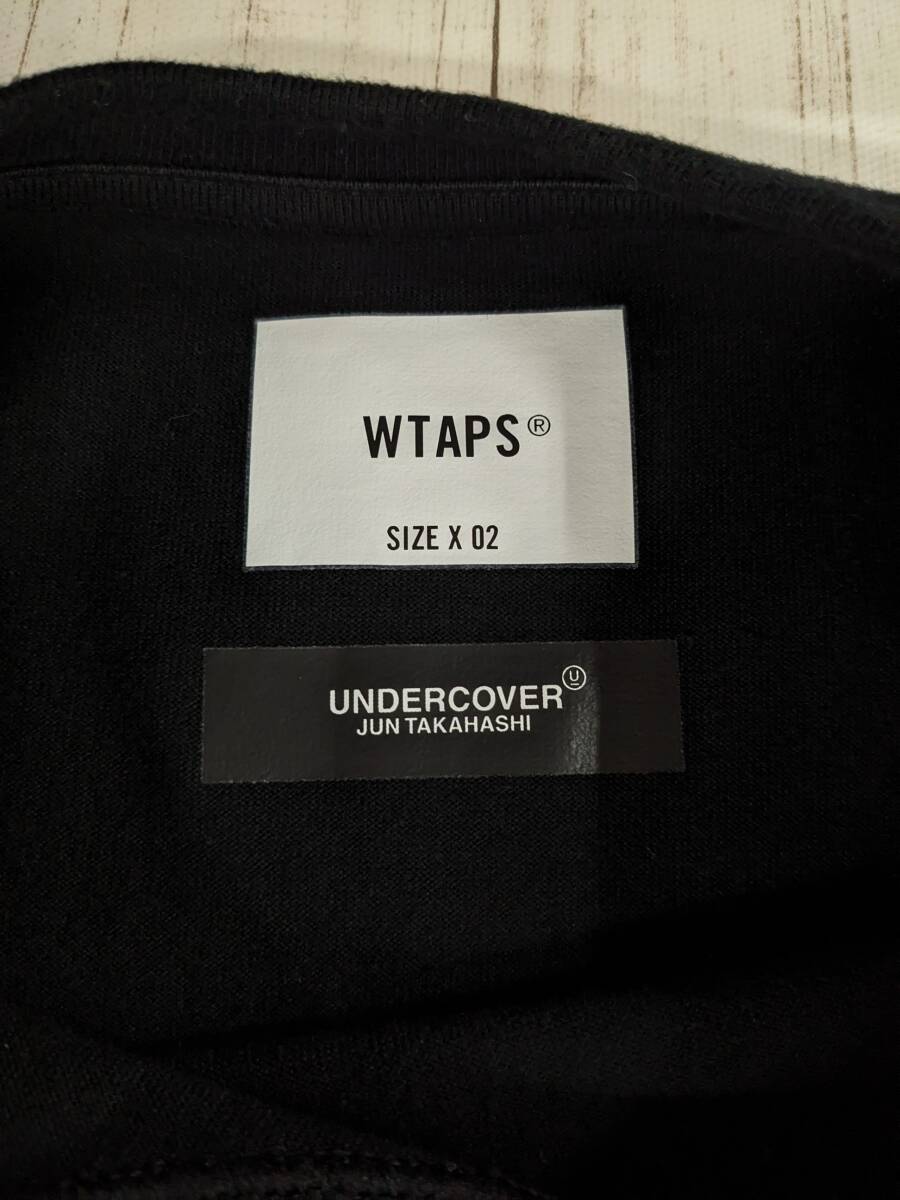 WTAPS®
SIZE X 02
UNDERCOVER Ⓤ
JUN TAKAHASHI